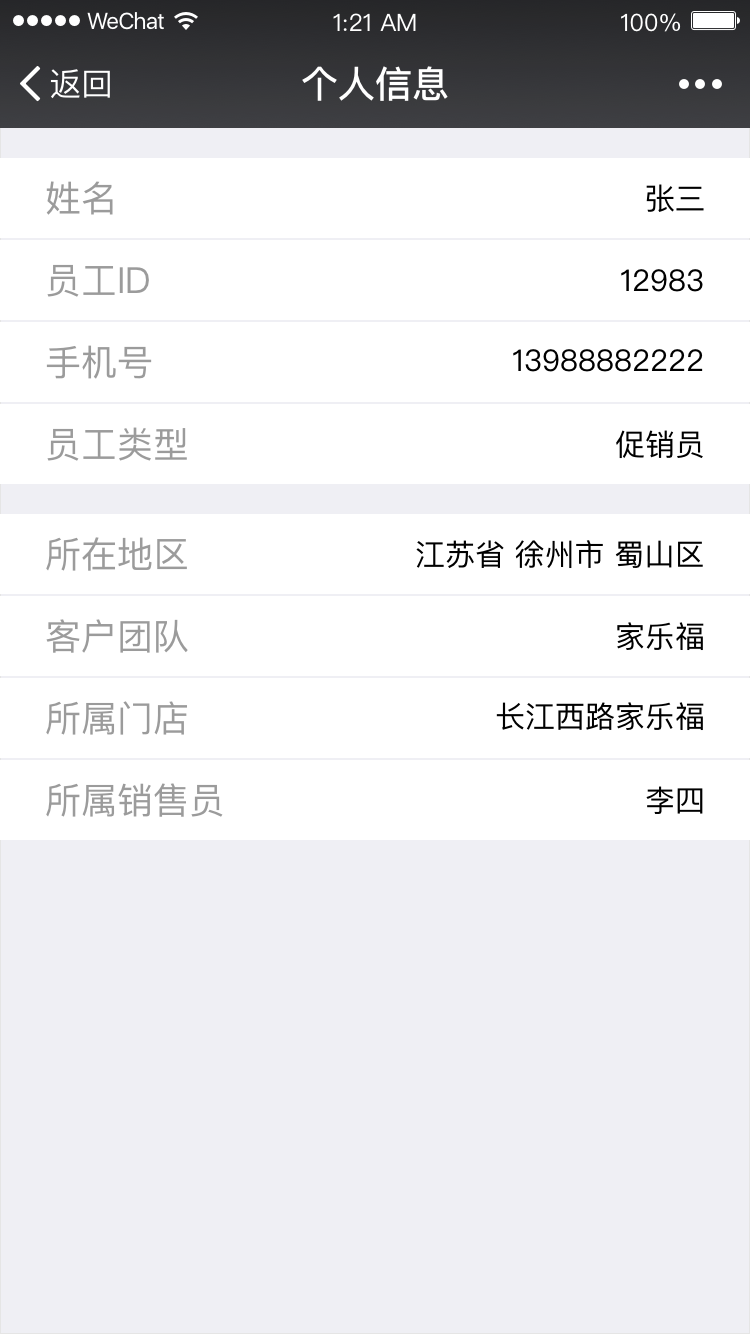 WeChat 1:21 AM 100%
返回 个人信息
姓名 张三
员工ID 12983
手机号 13988882222
员工类型 促销员
所在地区 江苏省 徐州市 蜀山区
客户团队 家乐福
所属门店 长江西路家乐福
所属销售员 李四